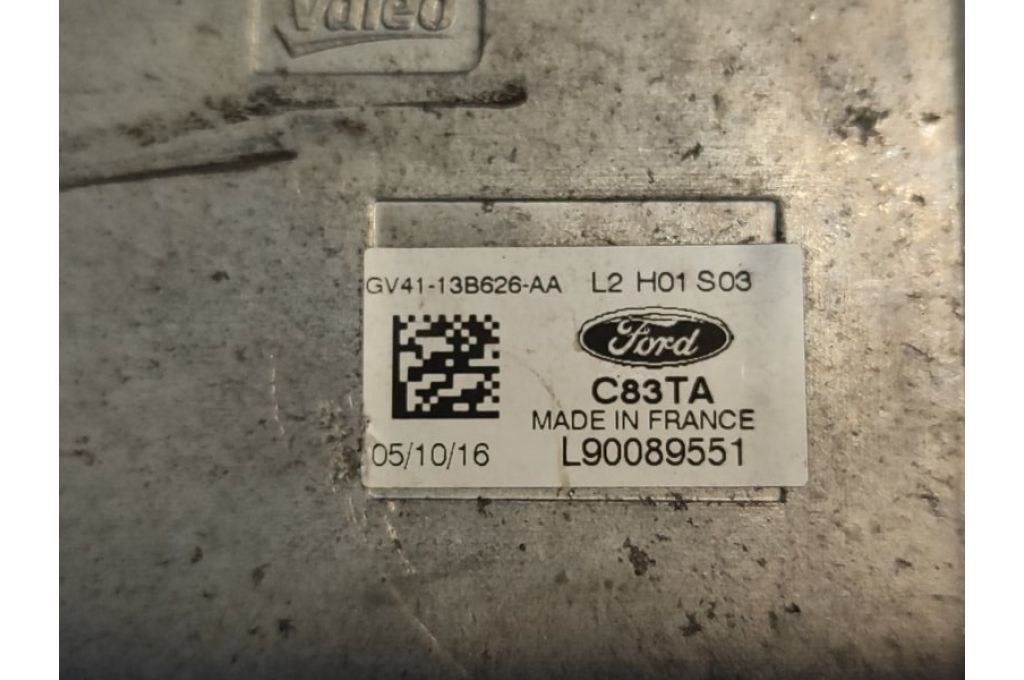 Valeo
GV41-13B626-AA L2 H01 S03
Ford
C83TA
MADE IN FRANCE
05/10/16 L90089551